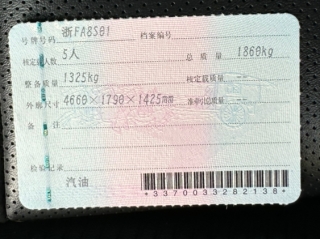 号牌号码 浙FA8S01 档案编号
核定载人数 5人 总质量 1860kg
整备质量 1325kg 核定载质量 --
外廓尺寸 4660×1790×1425mm 准牵引总质量 --
备注
检验记录
汽油
*3370033282138*